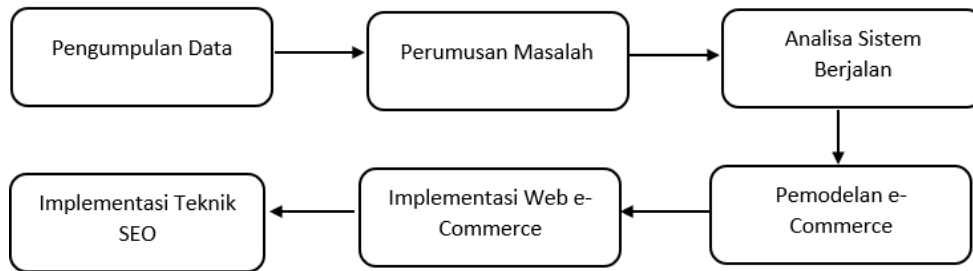 Pengumpulan Data
Perumusan Masalah
Analisa Sistem
Berjalan
Pemodelan e-
Commerce
Implementasi Web e-
Commerce
Implementasi Teknik
SEO